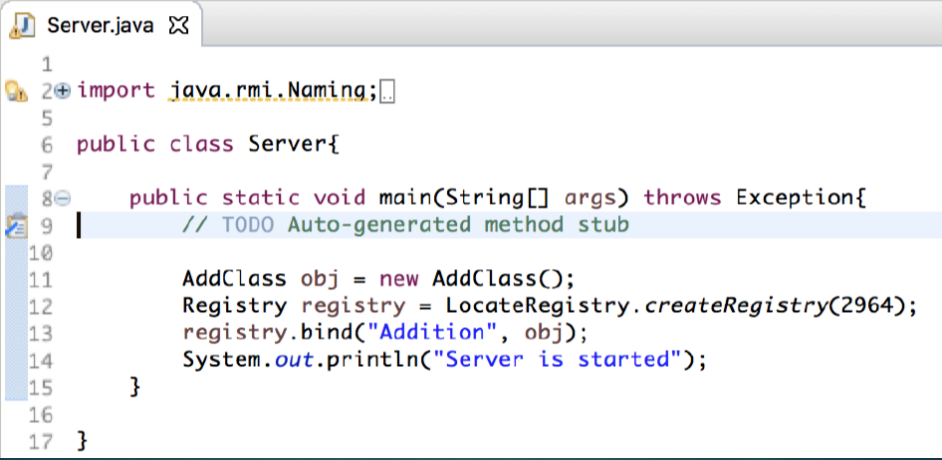 Server.java
1
2 import java.rmi.Naming;
5
6 public class Server{
7
8 public static void main(String[] args) throws Exception{
9 // TODO Auto-generated method stub
10
11 AddClass obj = new AddClass();
12 Registry registry = LocateRegistry.createRegistry(2964);
13 registry.bind("Addition", obj);
14 System.out.println("Server is started");
15 }
16
17 }